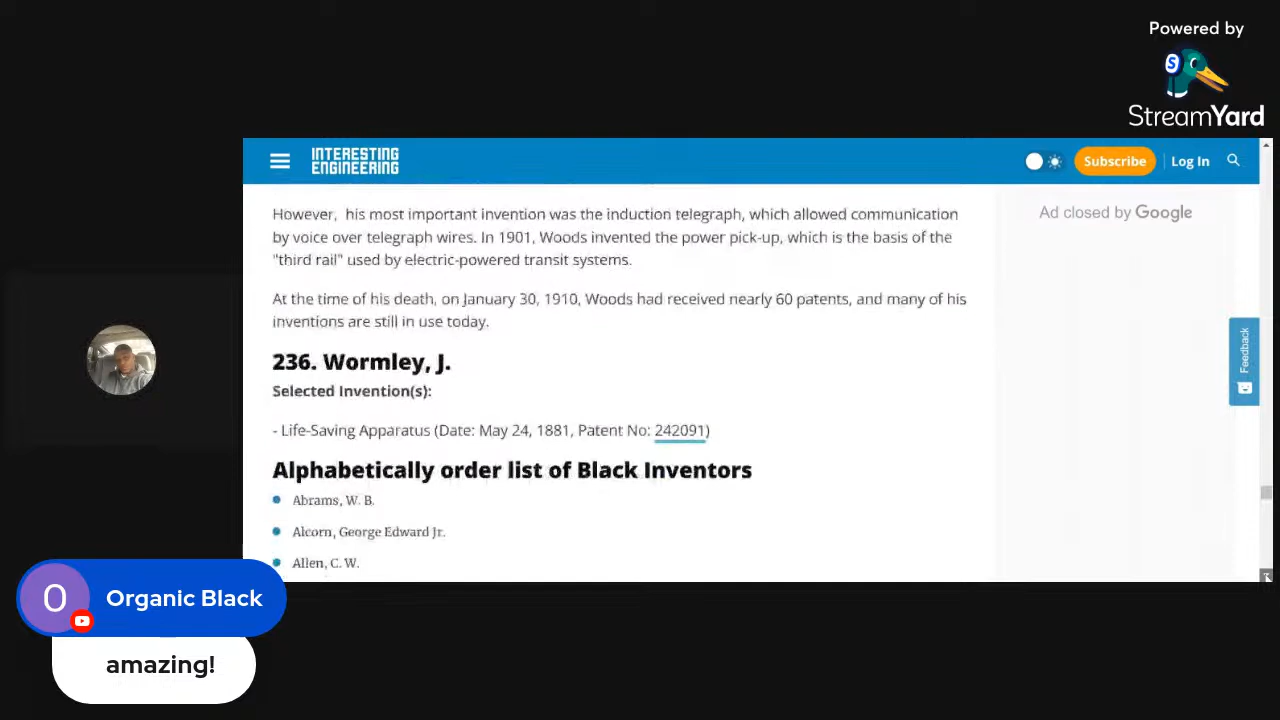 Powered by
S
StreamYard
INTERESTING
ENGINEERING
Subscribe
Log In
However, his most important invention was the induction telegraph, which allowed communication
by voice over telegraph wires. In 1901, Woods invented the power pick-up, which is the basis of the
"third rail" used by electric-powered transit systems.
Ad closed by Google
At the time of his death, on January 30, 1910, Woods had received nearly 60 patents, and many of his
inventions are still in use today.
Feedback
236. Wormley, J.
Selected Invention(s):
- Life-Saving Apparatus (Date: May 24, 1881, Patent No: 242091)
Alphabetically order list of Black Inventors
Abrams, W. B.
Alcorn, George Edward Jr.
Allen, C. W.
O
Organic Black
amazing!